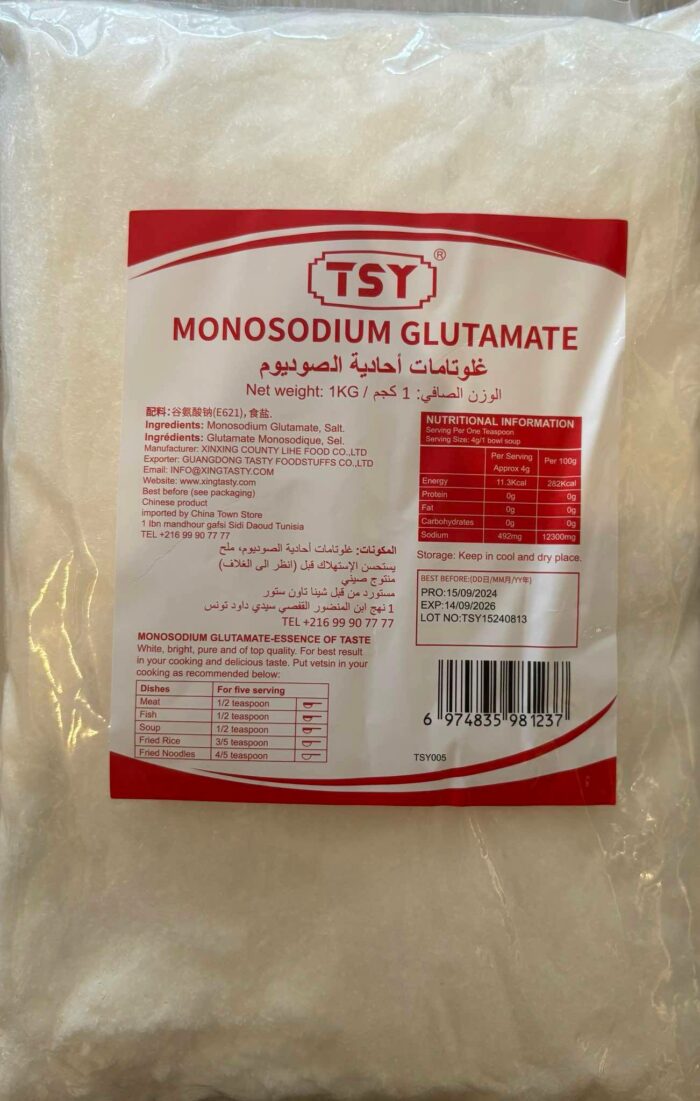 TSY®
MONOSODIUM GLUTAMATE
غلوتامات أحادية الصوديوم
Net weight: 1KG / الوزن الصافي: 1 كجم
配料:谷氨酸钠(E621),食盐.
Ingredients: Monosodium Glutamate, Salt.
Ingrédients: Glutamate Monosodique, Sel.
Manufacturer: XINXING COUNTY LIHE FOOD CO.,LTD
Exporter: GUANGDONG TASTY FOODSTUFFS CO.,LTD
Email: INFO@XINGTASTY.COM
Website: www.xingtasty.com
Best before (see packaging)
Chinese product
imported by China Town Store
1 Ibn mandhour gafsi Sidi Daoud Tunisia
TEL +216 99 90 77 77
المكونات: غلوتامات أحادية الصوديوم، ملح
يستحسن الإستهلاك قبل (انظر الى الغلاف)
منتوج صيني
مستورد من قبل شينا تاون ستور
1 نهج ابن المنضور القفصي سيدي داود تونس
TEL +216 99 90 77 77
MONOSODIUM GLUTAMATE-ESSENCE OF TASTE
White, bright, pure and of top quality. For best result
in your cooking and delicious taste. Put vetsin in your
cooking as recommended below:
Dishes For five serving
Meat 1/2 teaspoon
Fish 1/2 teaspoon
Soup 1/2 teaspoon
Fried Rice 3/5 teaspoon
Fried Noodles 4/5 teaspoon
NUTRITIONAL INFORMATION
Serving Per One Teaspoon
Serving Size: 4g/1 bowl soup
Per Serving Approx 4g Per 100g
Energy 11.3Kcal 282Kcal
Protein 0g 0g
Fat 0g 0g
Carbohydrates 0g 0g
Sodium 492mg 12300mg
Storage: Keep in cool and dry place.
BEST BEFORE:(DD日/MM月/YY年)
PRO:15/09/2024
EXP:14/09/2026
LOT NO:TSY15240813
6 974835 981237
TSY005